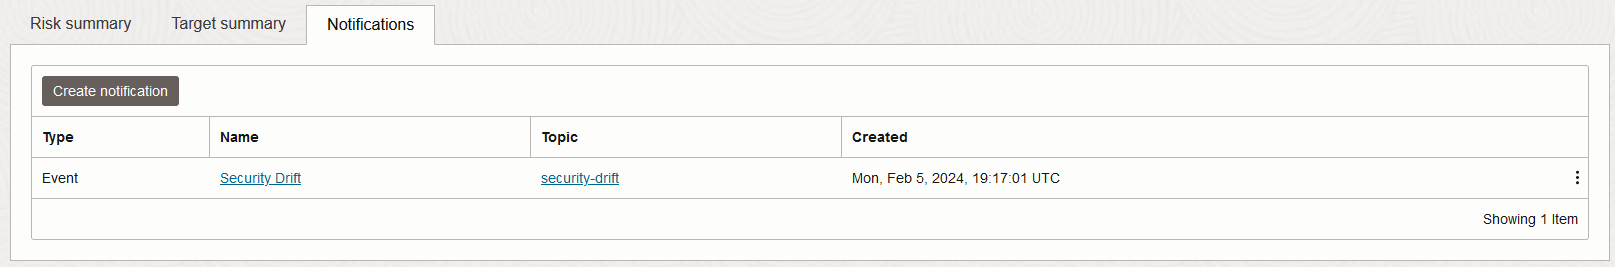 Risk summary Target summary Notifications
Create notification
Type Name Topic Created
Event Security Drift security-drift Mon, Feb 5, 2024, 19:17:01 UTC
Showing 1 Item